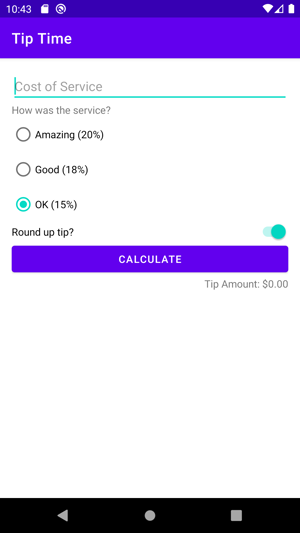 10:43
Tip Time
Cost of Service
How was the service?
Amazing (20%)
Good (18%)
OK (15%)
Round up tip?
CALCULATE
Tip Amount: $0.00